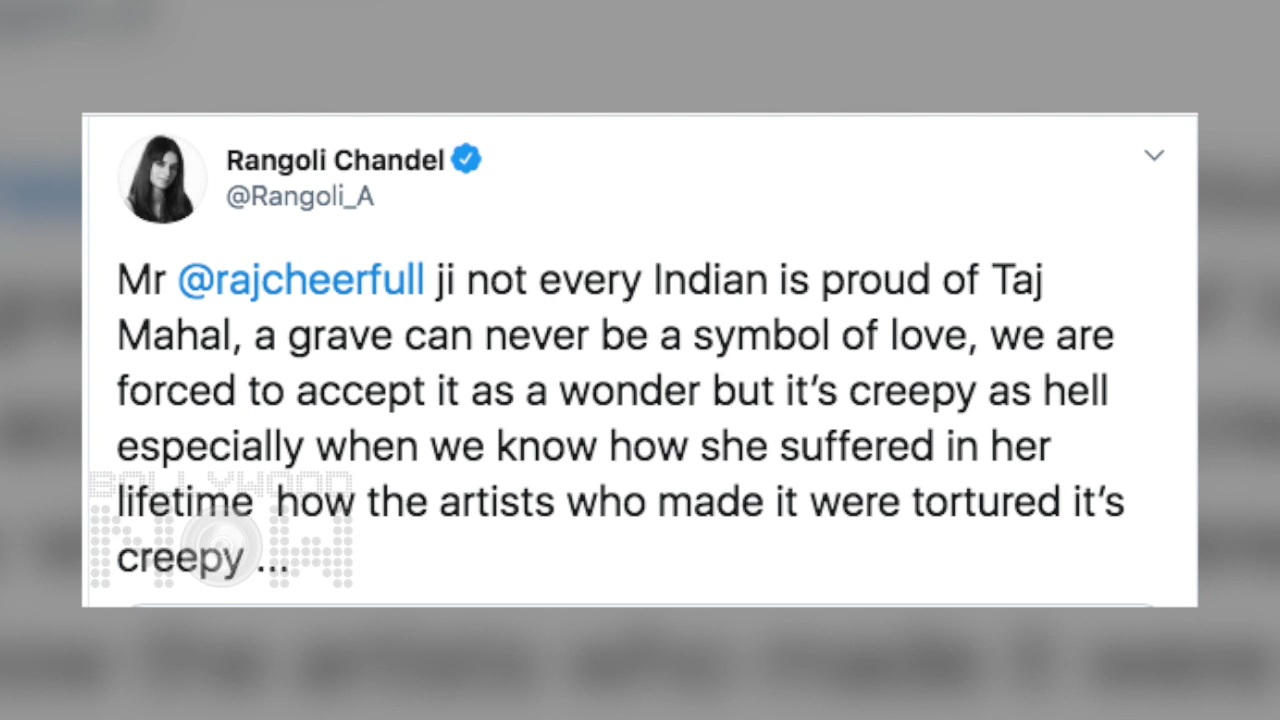 Rangoli Chandel
@Rangoli_A
Mr @rajcheerfull ji not every Indian is proud of Taj
Mahal, a grave can never be a symbol of love, we are
forced to accept it as a wonder but it’s creepy as hell
especially when we know how she suffered in her
lifetime  how the artists who made it were tortured it’s
creepy ...
BOLLYWOOD
NOW